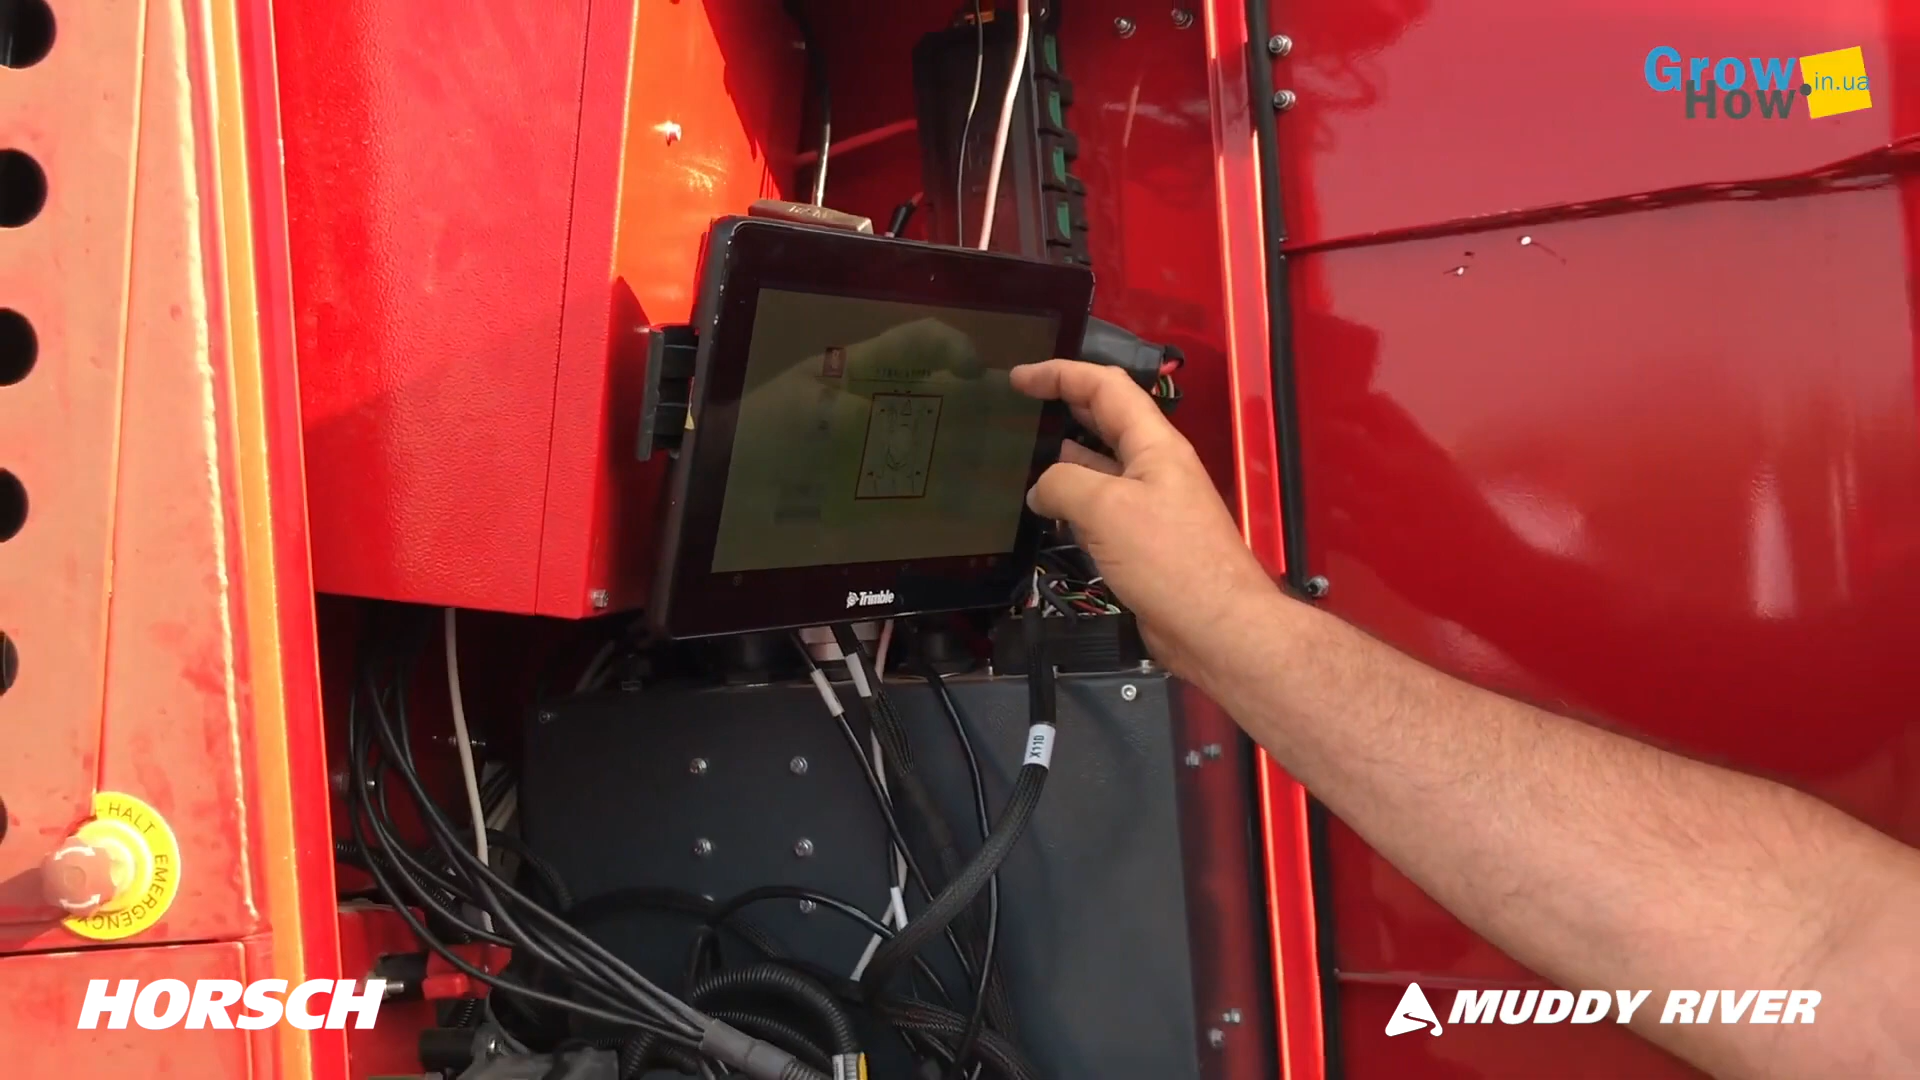 Grow
How
.in.ua
Trimble
X110
HALT
EMERGENCY
HORSCH
MUDDY RIVER